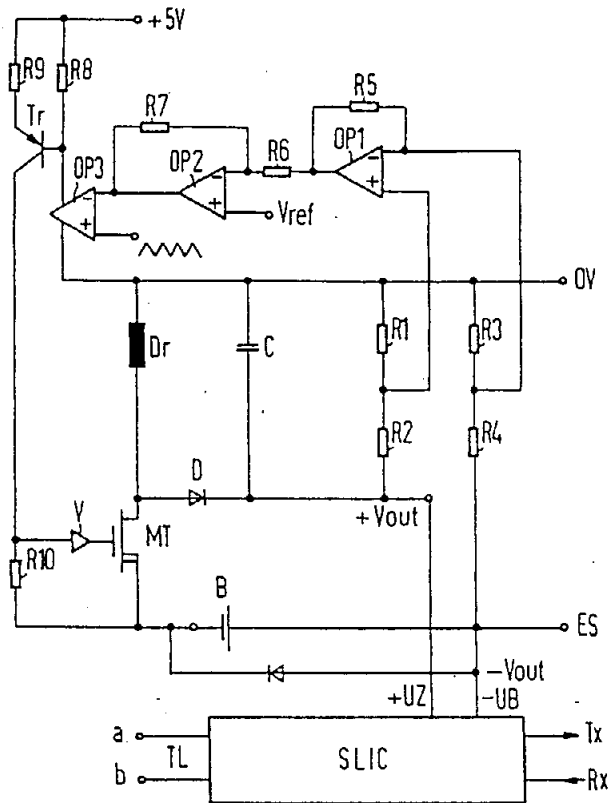 +5V
R9
R8
Tr
R7
R5
R6
OP1
OP2
OP3
-
+
-
+
-
+
Vref
0V
Dr
C
R1
R3
R2
R4
D
+Vout
V
MT
R10
B
ES
-Vout
+UZ
-UB
a
TL
SLIC
Tx
b
Rx